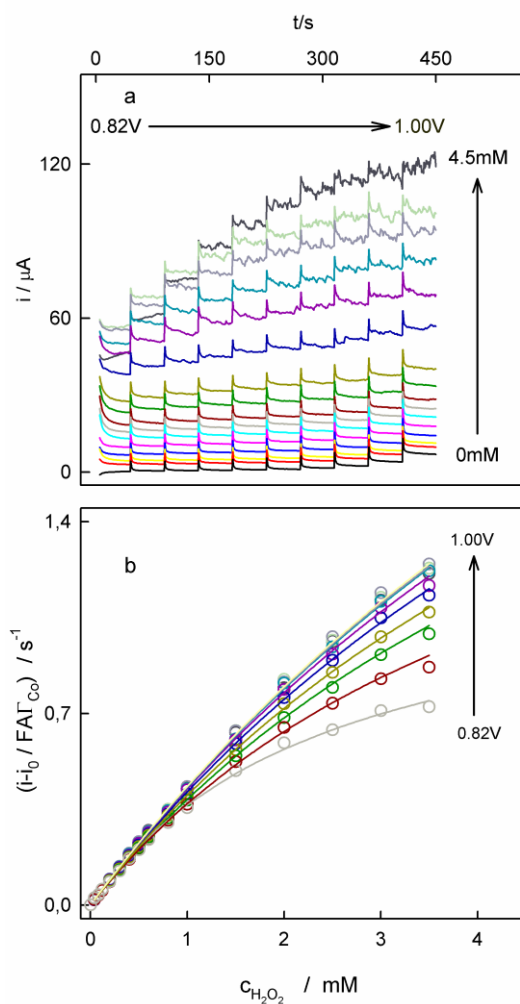 t/s
0 150 300 450
a
0.82V 1.00V
4.5mM
120
60
0
i / µA
0mM
1,4
0,7
0,0
b
1.00V
0.82V
(i-i₀ / FAΓCo) / s⁻¹
0 1 2 3 4
cH₂O₂ / mM